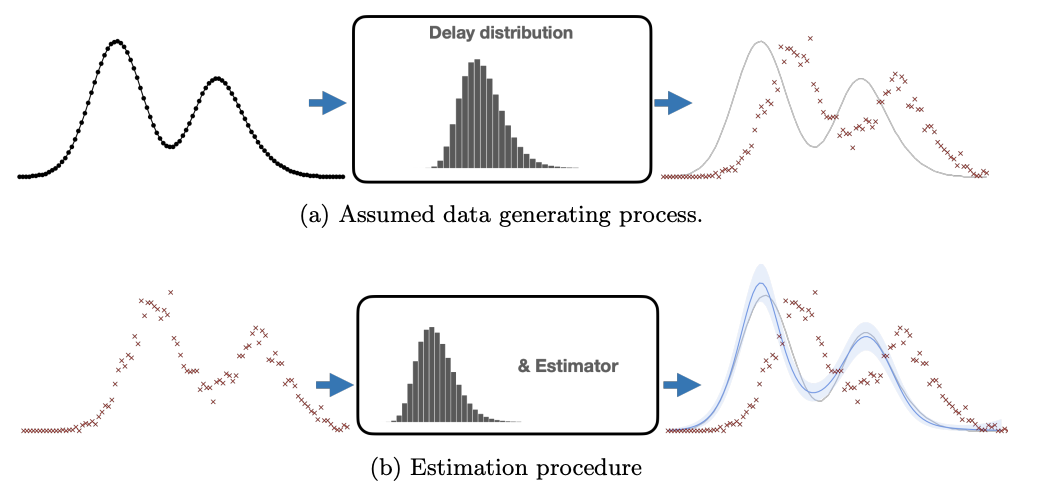 Delay distribution
(a) Assumed data generating process.
& Estimator
(b) Estimation procedure